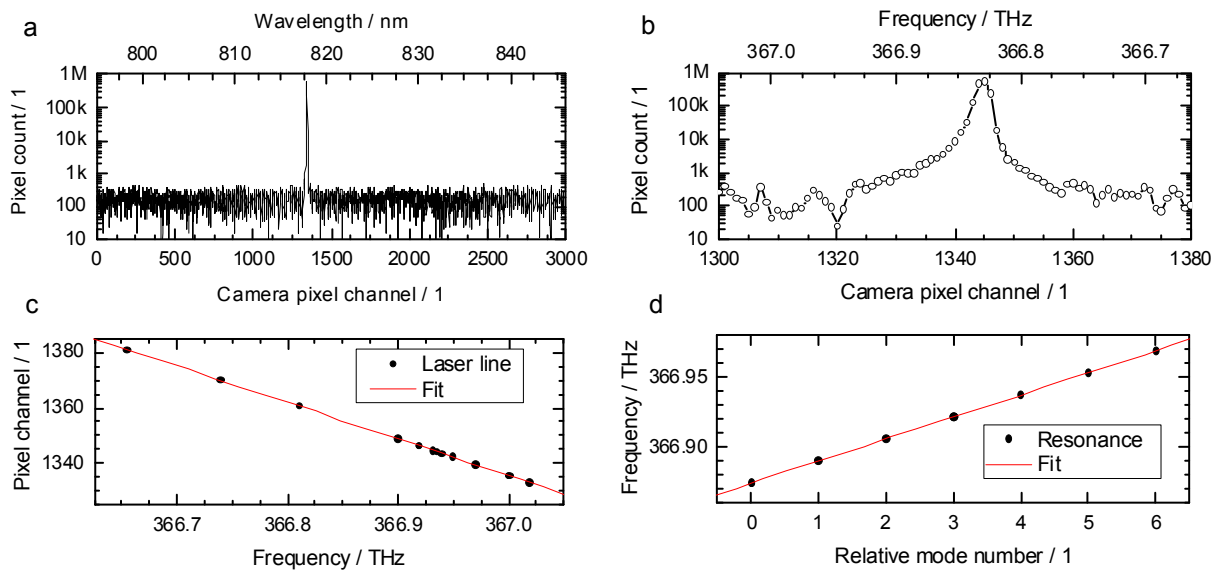 a
Wavelength / nm
800 810 820 830 840
1M
100k
10k
1k
100
10
Pixel count / 1
0 500 1000 1500 2000 2500 3000
Camera pixel channel / 1
b
Frequency / THz
367.0 366.9 366.8 366.7
1M
100k
10k
1k
100
10
Pixel count / 1
1300 1320 1340 1360 1380
Camera pixel channel / 1
c
1380
1360
1340
Pixel channel / 1
Laser line
Fit
366.7 366.8 366.9 367.0
Frequency / THz
d
366.95
366.90
Frequency / THz
Resonance
Fit
0 1 2 3 4 5 6
Relative mode number / 1